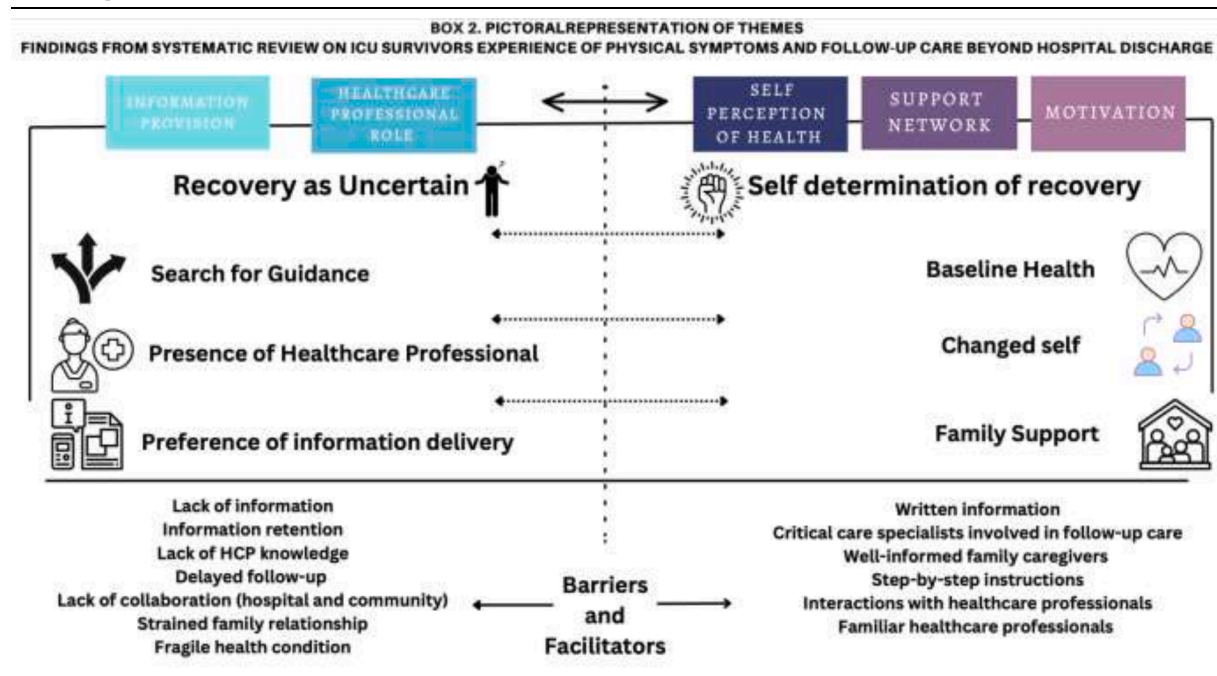 BOX 2. PICTORALREPRESENTATION OF THEMES
FINDINGS FROM SYSTEMATIC REVIEW ON ICU SURVIVORS EXPERIENCE OF PHYSICAL SYMPTOMS AND FOLLOW-UP CARE BEYOND HOSPITAL DISCHARGE
INFORMATION
PROVISION
HEALTHCARE
PROFESSIONAL
ROLE
SELF
PERCEPTION
OF HEALTH
SUPPORT
NETWORK
MOTIVATION
Recovery as Uncertain
Self determination of recovery
Search for Guidance
Baseline Health
Presence of Healthcare Professional
Changed self
Preference of information delivery
Family Support
Lack of information
Information retention
Lack of HCP knowledge
Delayed follow-up
Lack of collaboration (hospital and community)
Strained family relationship
Fragile health condition
Barriers
and
Facilitators
Written information
Critical care specialists involved in follow-up care
Well-informed family caregivers
Step-by-step instructions
Interactions with healthcare professionals
Familiar healthcare professionals